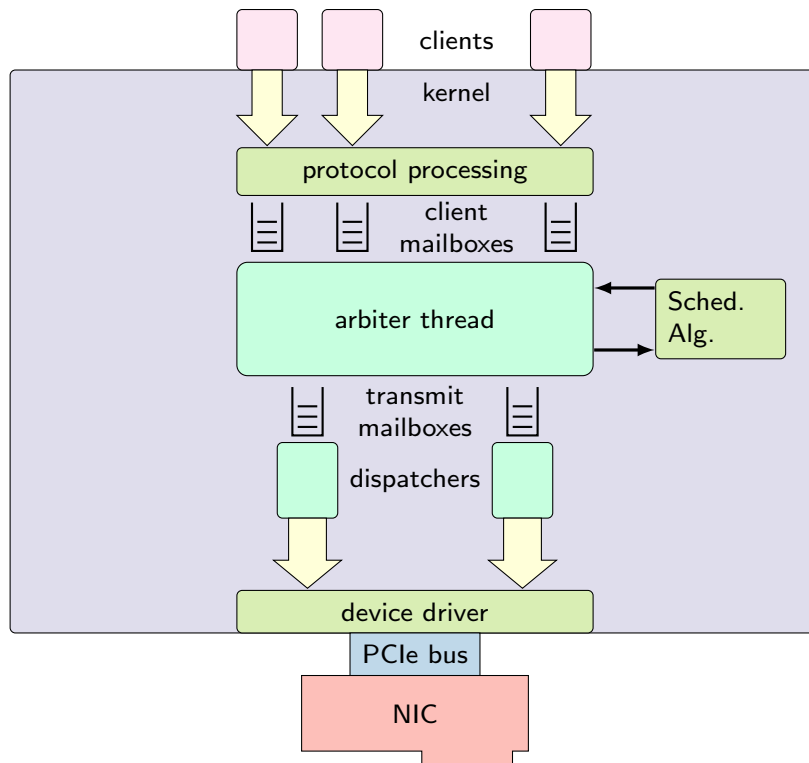 clients
kernel
protocol processing
client
mailboxes
arbiter thread
Sched.
Alg.
transmit
mailboxes
dispatchers
device driver
PCIe bus
NIC